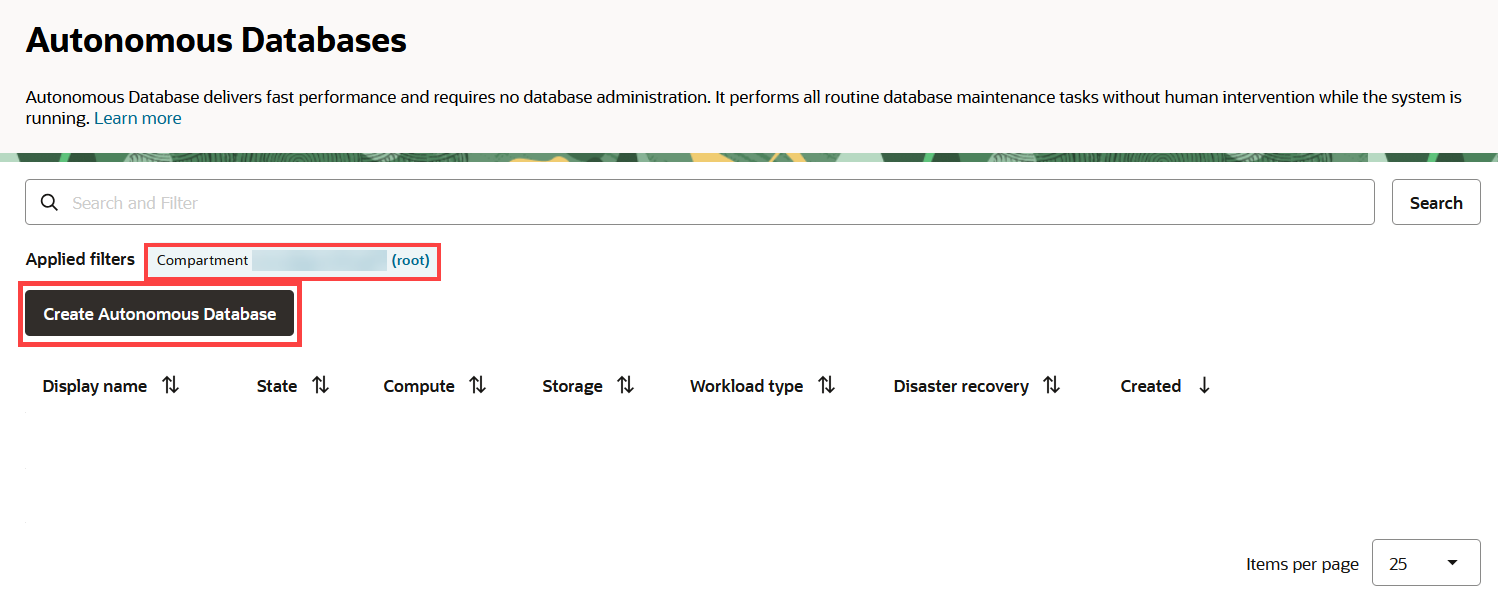 Autonomous Databases
Autonomous Database delivers fast performance and requires no database administration. It performs all routine database maintenance tasks without human intervention while the system is
running. Learn more
Search and Filter
Search
Applied filters Compartment (root)
Create Autonomous Database
Display name State Compute Storage Workload type Disaster recovery Created
Items per page 25